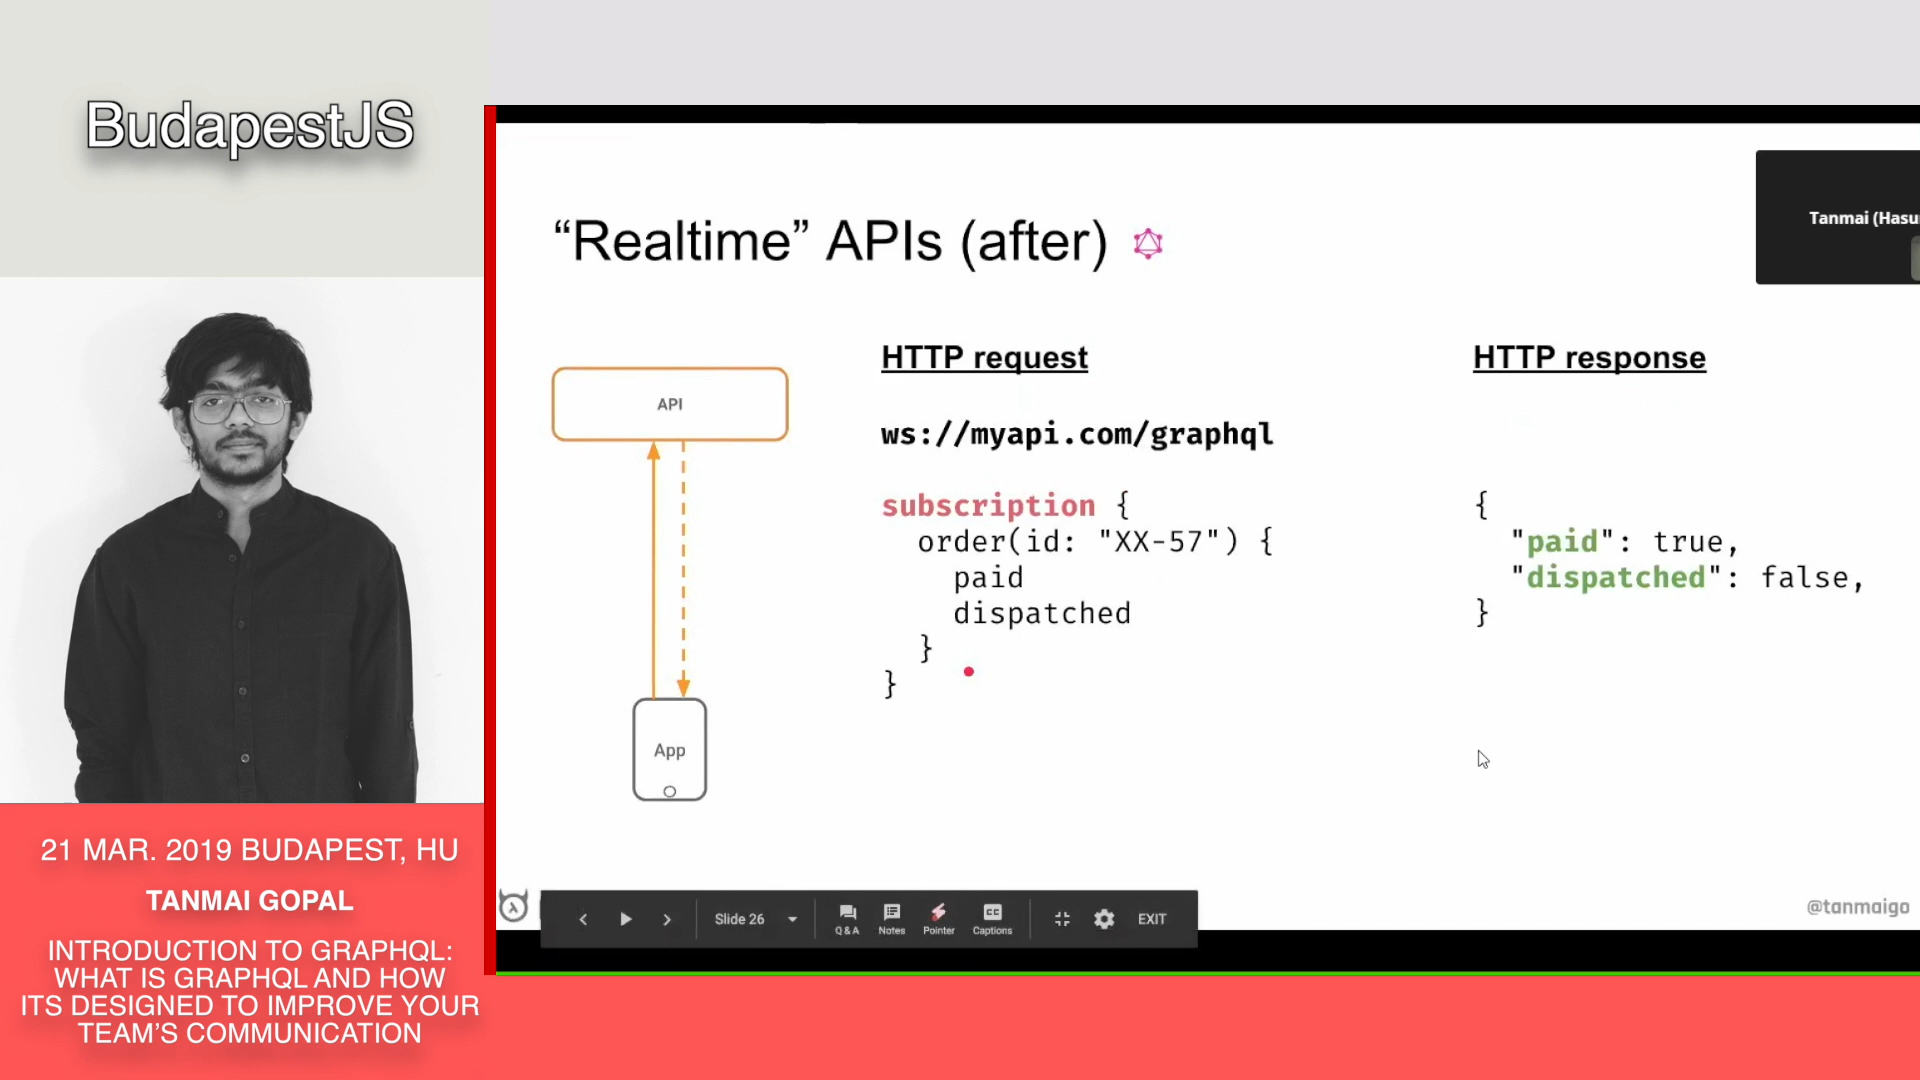 BudapestJS
21 MAR. 2019 BUDAPEST, HU
TANMAI GOPAL
INTRODUCTION TO GRAPHQL:
WHAT IS GRAPHQL AND HOW
ITS DESIGNED TO IMPROVE YOUR
TEAM'S COMMUNICATION
“Realtime” APIs (after)
Tanmai (Hasu
API
App
HTTP request
ws://myapi.com/graphql
subscription {
order(id: "XX-57") {
paid
dispatched
}
}
HTTP response
{
"paid": true,
"dispatched": false,
}
Slide 26
Q & A
Notes
Pointer
CC
Captions
EXIT
@tanmaigo